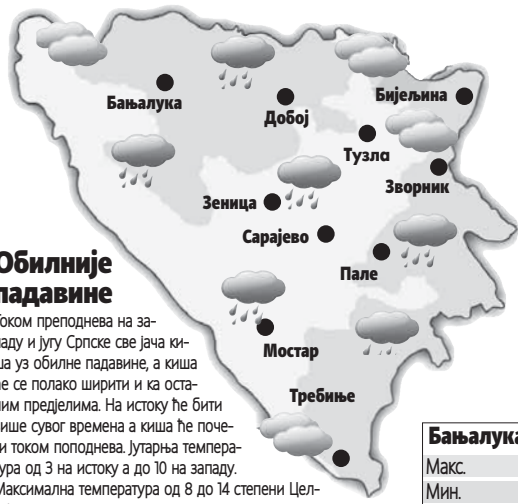 Бањалука
Добој
Бијељина
Тузла
Зворник
Зеница
Сарајево
Пале
Мостар
Требиње
Обилније
падавине
Током преподнева на за-
паду и југу Српске све јача ки-
ша уз обилне падавине, а киша
ће се полако ширити и ка оста-
лим предјелима. На истоку ће бити
више сувог времена а киша ће поче-
ти током поподнева. Јутарња темпера-
тура од 3 на истоку а до 10 на западу.
Максимална температура од 8 до 14 степени Цел-
Бањалука
Макс.
Мин.